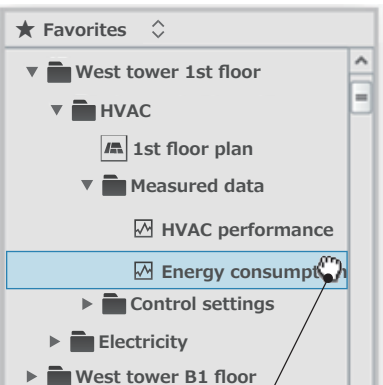 Favorites
West tower 1st floor
HVAC
1st floor plan
Measured data
HVAC performance
Energy consumption
Control settings
Electricity
West tower B1 floor